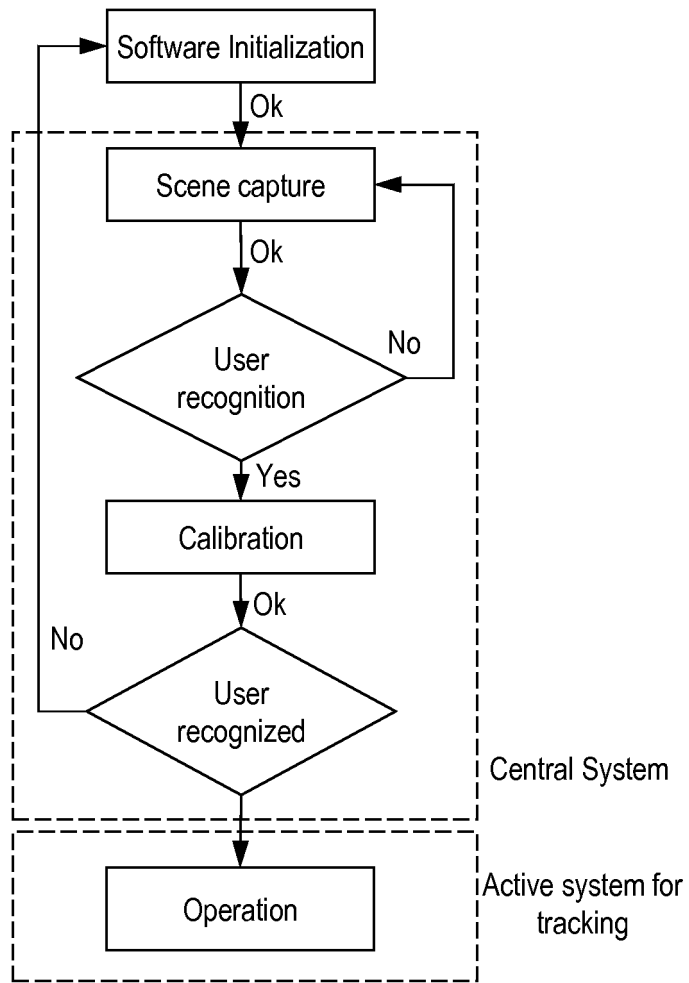 Software Initialization
Ok
Scene capture
Ok
User
recognition
No
Yes
Calibration
Ok
No
User
recognized
Central System
Operation
Active system for
tracking